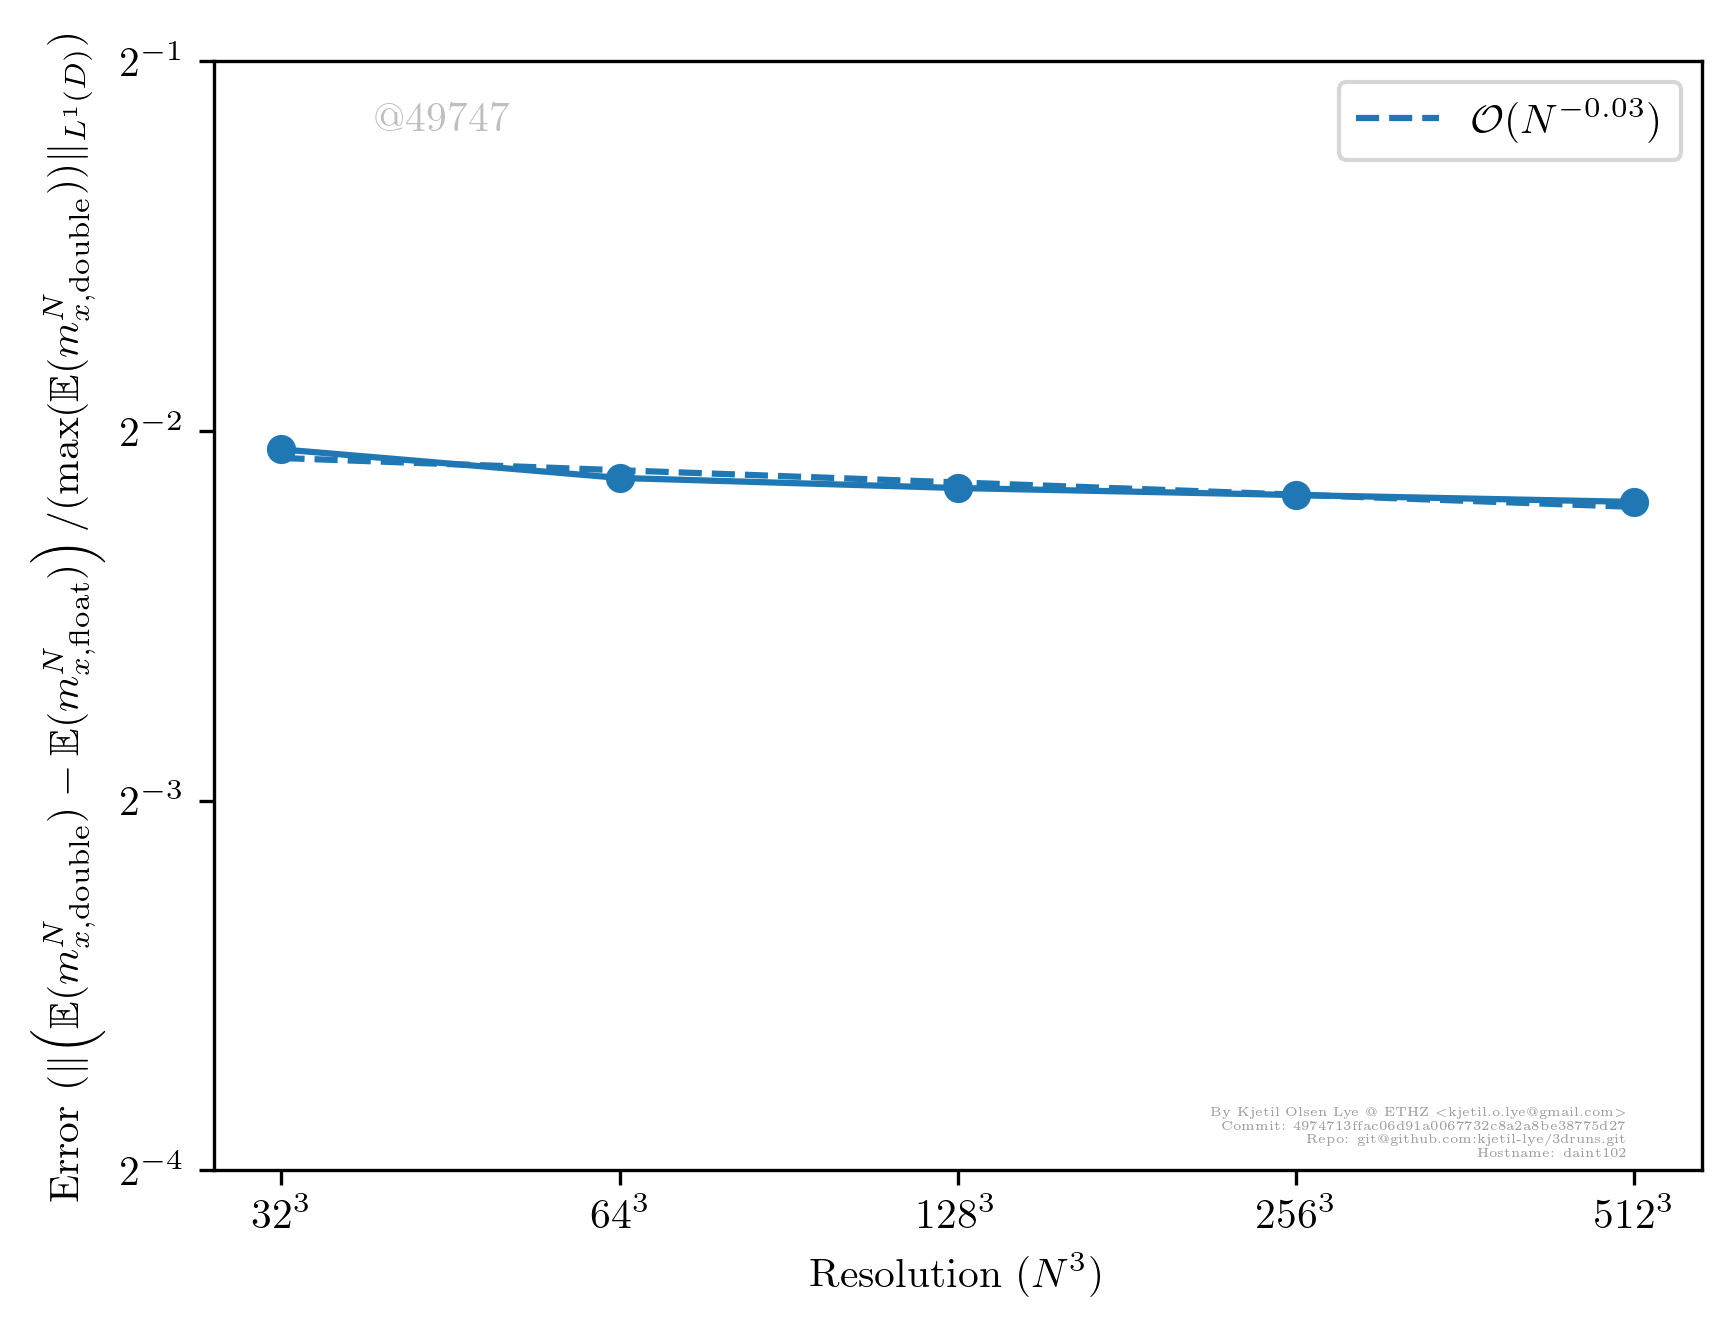 Error (‖(𝔼(m^N_{x,double}) − 𝔼(m^N_{x,float}))/(max(𝔼(m^N_{x,double}))‖_{L^1(D)})
2^{-1}
@49747
𝒪(N^{-0.03})
2^{-2}
2^{-3}
2^{-4}
By Kjetil Olsen Lye @ ETHZ <kjetil.o.lye@gmail.com>
Commit: 4974713ffac06d91a0067732c8a2a8be38775d27
Repo: git@github.com:kjetil-lye/3druns.git
Hostname: daint102
32^3 64^3 128^3 256^3 512^3
Resolution (N^3)